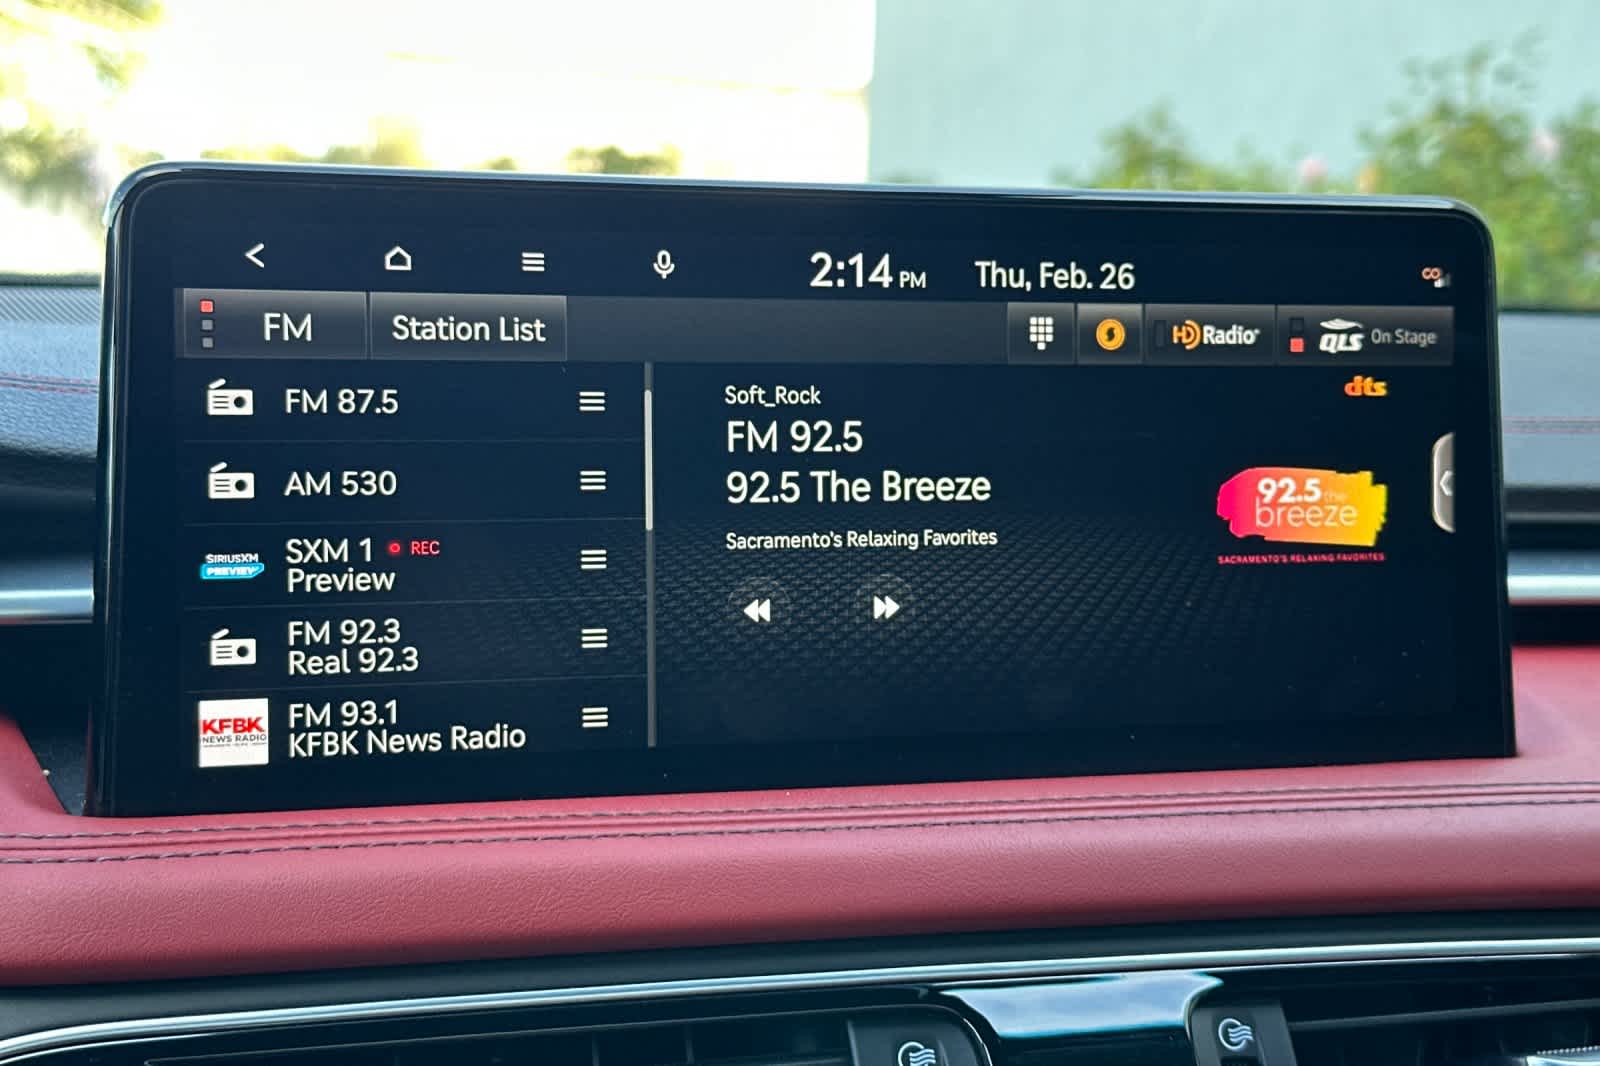 2:14 PM Thu, Feb. 26
FM Station List
HD Radio QLS On Stage
FM 87.5
AM 530
SIRIUSXM
PREVIEW
SXM 1 REC
Preview
FM 92.3
Real 92.3
KFBK
NEWS RADIO
FM 93.1
KFBK News Radio
Soft_Rock
FM 92.5
92.5 The Breeze
Sacramento's Relaxing Favorites
dts
92.5 the
breeze
SACRAMENTO'S RELAXING FAVORITES